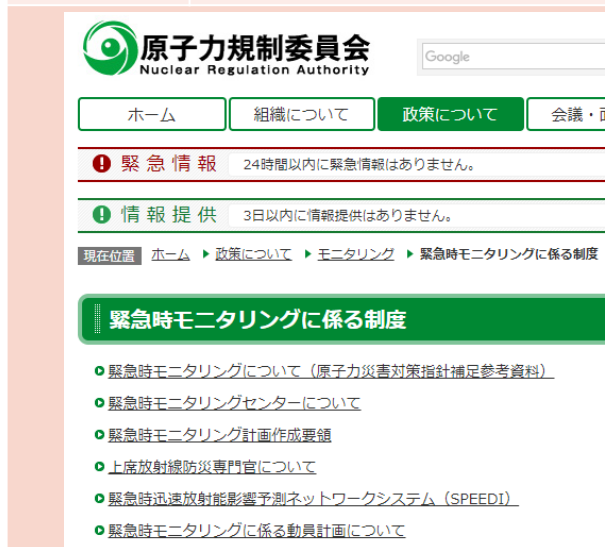 原子力規制委員会
Nuclear Regulation Authority
Google
ホーム
組織について
政策について
会議・
緊急情報
24時間以内に緊急情報はありません。
情報提供
3日以内に情報提供はありません。
現在位置 ホーム 政策について モニタリング 緊急時モニタリングに係る制度
緊急時モニタリングに係る制度
緊急時モニタリングについて（原子力災害対策指針補足参考資料）
緊急時モニタリングセンターについて
緊急時モニタリング計画作成要領
上席放射線防災専門官について
緊急時迅速放射能影響予測ネットワークシステム（SPEEDI）
緊急時モニタリングに係る動員計画について